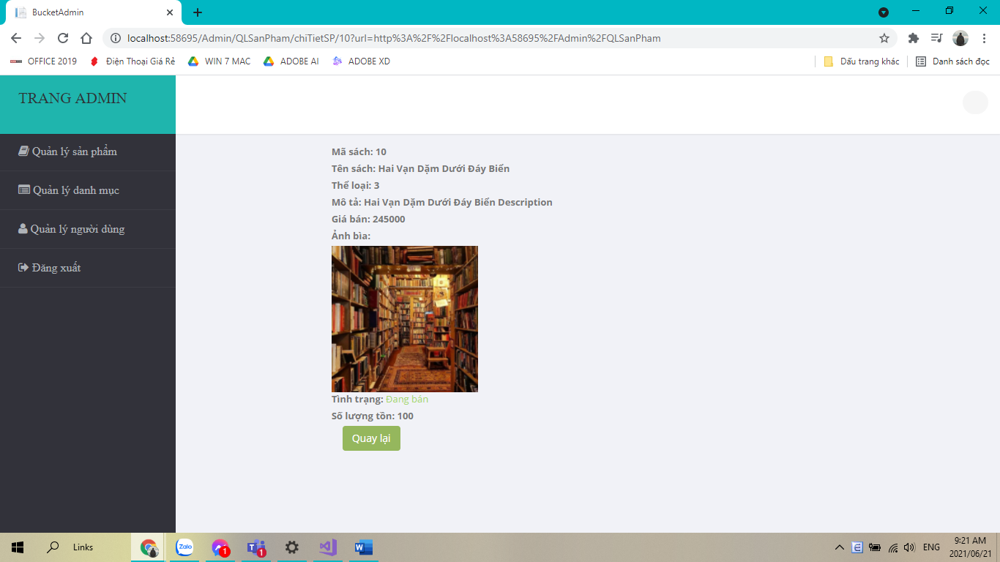 BucketAdmin
localhost:58695/Admin/QLSanPham/chiTietSP/10?url=http%3A%2F%2Flocalhost%3A58695%2FAdmin%2FQLSanPham
OFFICE 2019 Điện Thoại Giá Rẻ WIN 7 MAC ADOBE AI ADOBE XD Dấu trang khác Danh sách đọc
TRANG ADMIN
Quản lý sản phẩm
Quản lý danh mục
Quản lý người dùng
Đăng xuất
Mã sách: 10
Tên sách: Hai Vạn Dặm Dưới Đáy Biển
Thể loại: 3
Mô tả: Hai Vạn Dặm Dưới Đáy Biển Description
Giá bán: 245000
Ảnh bìa:
Tình trạng: Đang bán
Số lượng tồn: 100
Quay lại
Links Zalo 1 1 ENG 9:21 AM
2021/06/21